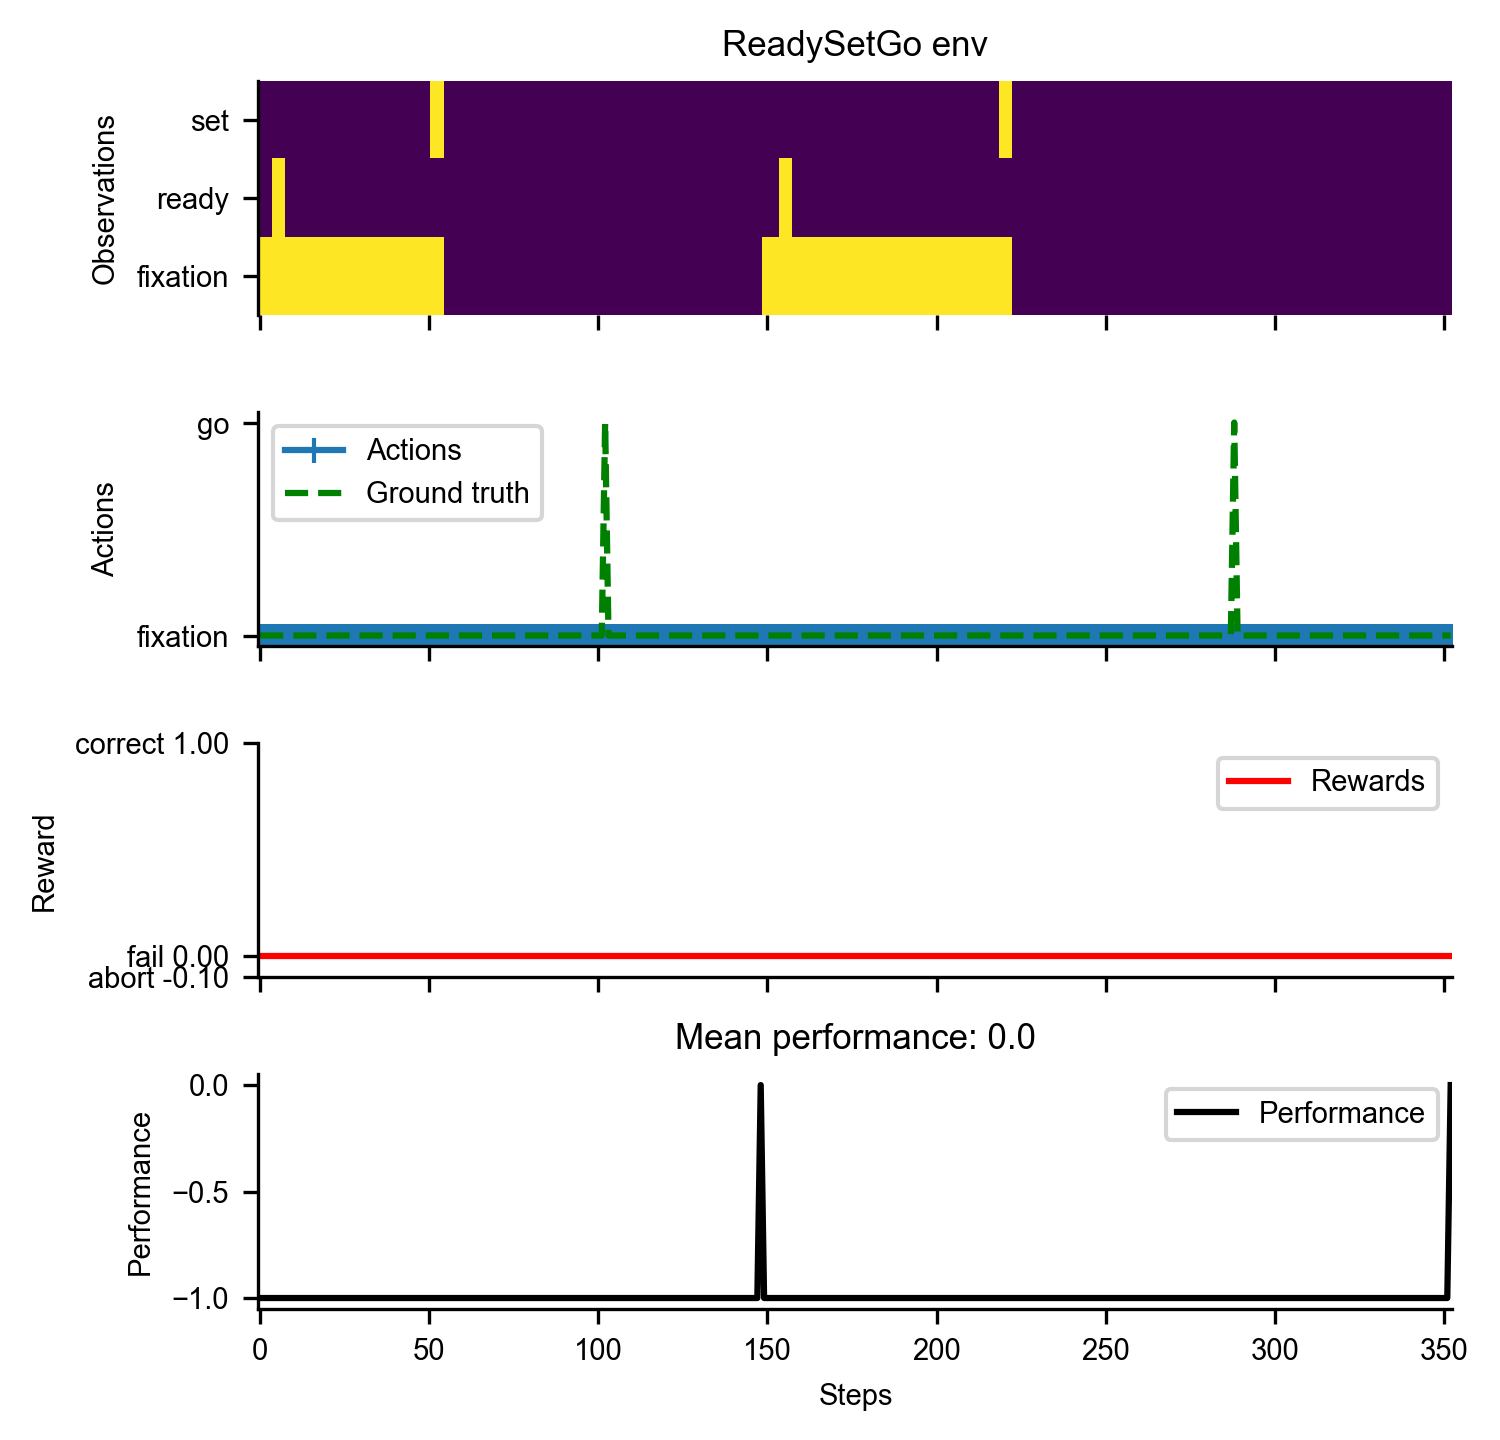 ReadySetGo env
Observations
set
ready
fixation
Actions
go
fixation
Actions
Ground truth
Reward
correct 1.00
fail 0.00
abort -0.10
Rewards
Mean performance: 0.0
Performance
0.0
−0.5
−1.0
Performance
0 50 100 150 200 250 300 350
Steps